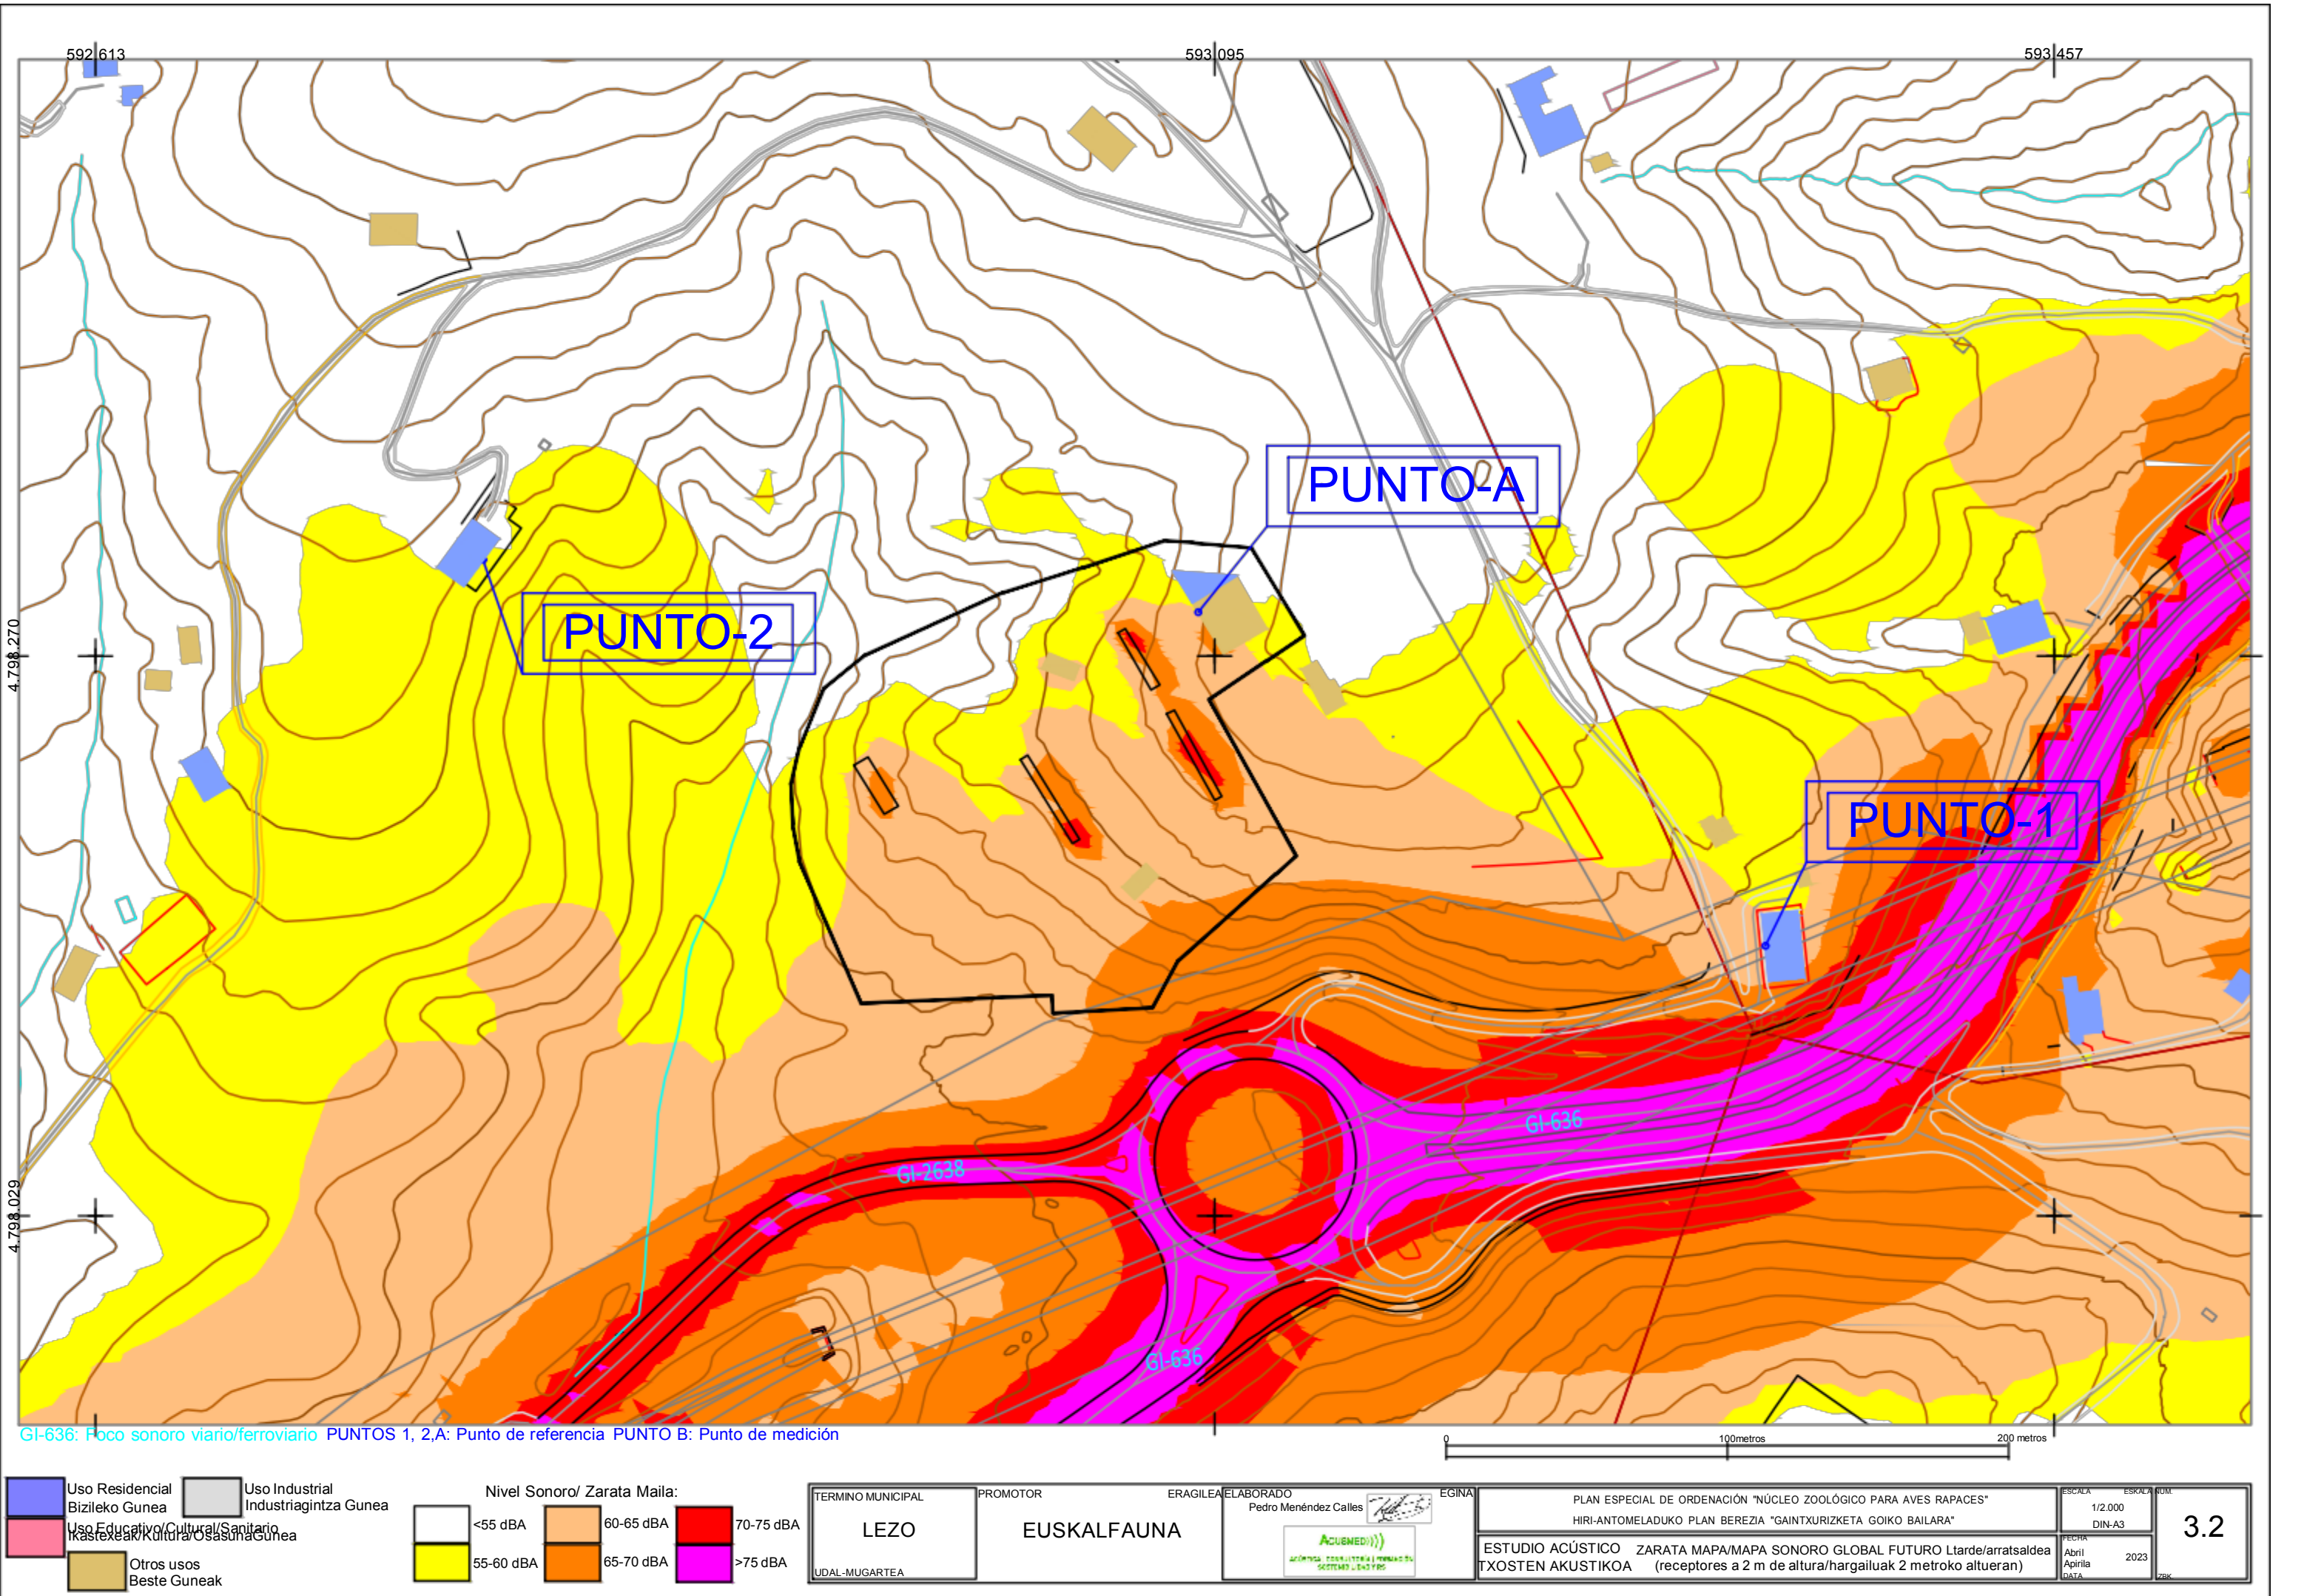 592.613
593.095
593.457
4.798.270
4.798.029
PUNTO-A
PUNTO-2
PUNTO-1
GI-636
GI-2638
GI-636
GI-636: Foco sonoro viario/ferroviario PUNTOS 1, 2,A: Punto de referencia PUNTO B: Punto de medición
0
100metros
200 metros
Uso Residencial
Bizileko Gunea
Uso Industrial
Industriagintza Gunea
Uso Educativo/Cultural/Sanitario
Ikastexeak/Kultura/OsasunaGunea
Otros usos
Beste Guneak
Nivel Sonoro/ Zarata Maila:
<55 dBA
60-65 dBA
70-75 dBA
55-60 dBA
65-70 dBA
>75 dBA
TERMINO MUNICIPAL
LEZO
UDAL-MUGARTEA
PROMOTOR
ERAGILEA
EUSKALFAUNA
ELABORADO
EGINA
Pedro Menéndez Calles
ACUSMED)))
PLAN ESPECIAL DE ORDENACIÓN "NÚCLEO ZOOLÓGICO PARA AVES RAPACES"
HIRI-ANTOMELADUKO PLAN BEREZIA "GAINTXURIZKETA GOIKO BAILARA"
ESTUDIO ACÚSTICO
TXOSTEN AKUSTIKOA
ZARATA MAPA/MAPA SONORO GLOBAL FUTURO Ltarde/arratsaldea
(receptores a 2 m de altura/hargailuak 2 metroko altueran)
ESCALA
ESKALA
1/2.000
DIN-A3
FECHA
Abril
Apirila
2023
DATA
NUM.
3.2
ZBK.